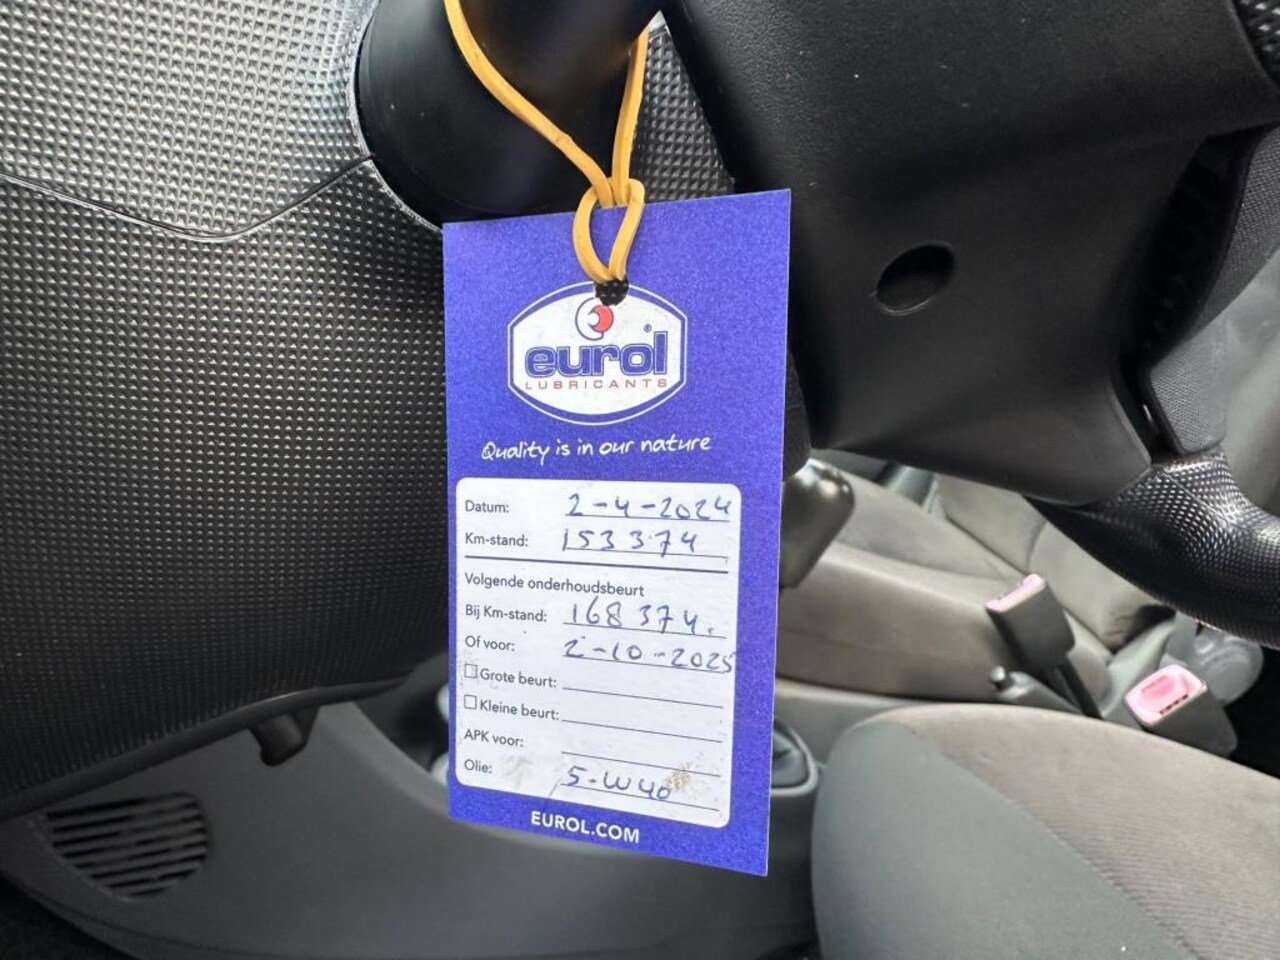 eurol
LUBRICANTS
Quality is in our nature
Datum: 2-4-2024
Km-stand: 153374
Volgende onderhoudsbeurt
Bij Km-stand: 168374.
Of voor: 2-10-2025
Grote beurt:
Kleine beurt:
APK voor:
Olie: 5-W40
EUROL.COM